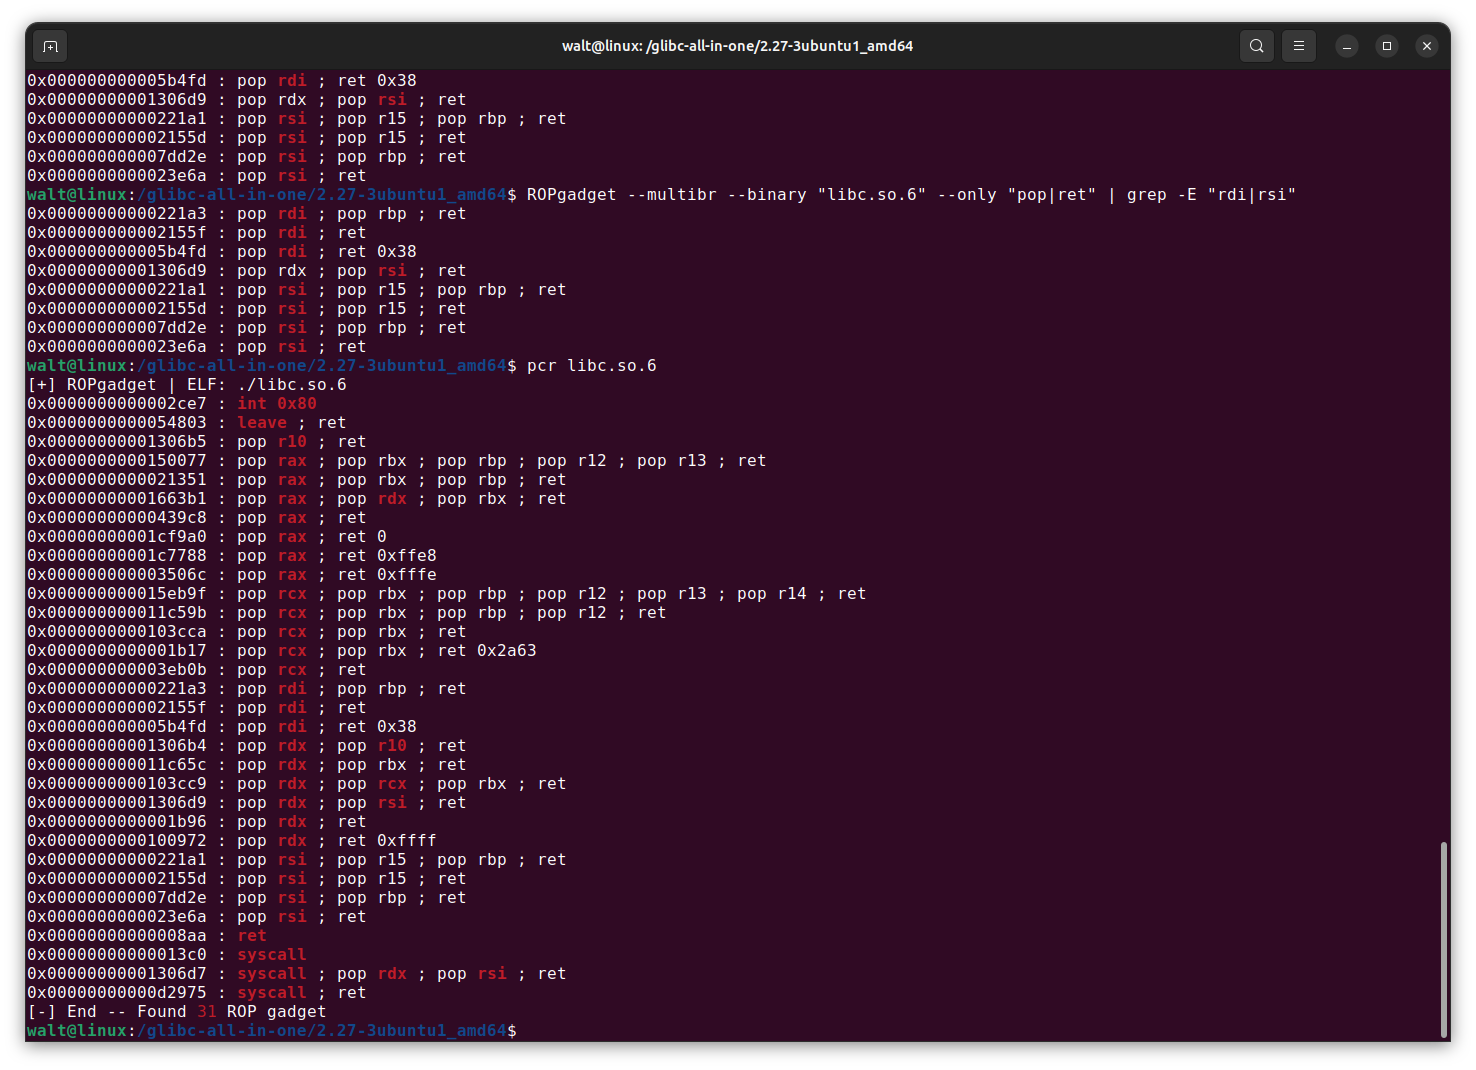 walt@linux: /glibc-all-in-one/2.27-3ubuntu1_amd64
0x000000000005b4fd : pop rdi ; ret 0x38
0x00000000001306d9 : pop rdx ; pop rsi ; ret
0x00000000000221a1 : pop rsi ; pop r15 ; pop rbp ; ret
0x000000000002155d : pop rsi ; pop r15 ; ret
0x000000000007dd2e : pop rsi ; pop rbp ; ret
0x0000000000023e6a : pop rsi ; ret
walt@linux:/glibc-all-in-one/2.27-3ubuntu1_amd64$ ROPgadget --multibr --binary "libc.so.6" --only "pop|ret" | grep -E "rdi|rsi"
0x00000000000221a3 : pop rdi ; pop rbp ; ret
0x000000000002155f : pop rdi ; ret
0x000000000005b4fd : pop rdi ; ret 0x38
0x00000000001306d9 : pop rdx ; pop rsi ; ret
0x00000000000221a1 : pop rsi ; pop r15 ; pop rbp ; ret
0x000000000002155d : pop rsi ; pop r15 ; ret
0x000000000007dd2e : pop rsi ; pop rbp ; ret
0x0000000000023e6a : pop rsi ; ret
walt@linux:/glibc-all-in-one/2.27-3ubuntu1_amd64$ pcr libc.so.6
[+] ROPgadget | ELF: ./libc.so.6
0x0000000000002ce7 : int 0x80
0x0000000000054803 : leave ; ret
0x00000000001306b5 : pop r10 ; ret
0x0000000000150077 : pop rax ; pop rbx ; pop rbp ; pop r12 ; pop r13 ; ret
0x0000000000021351 : pop rax ; pop rbx ; pop rbp ; ret
0x00000000001663b1 : pop rax ; pop rdx ; pop rbx ; ret
0x00000000000439c8 : pop rax ; ret
0x00000000001cf9a0 : pop rax ; ret 0
0x00000000001c7788 : pop rax ; ret 0xffe8
0x000000000003506c : pop rax ; ret 0xfffe
0x000000000015eb9f : pop rcx ; pop rbx ; pop rbp ; pop r12 ; pop r13 ; pop r14 ; ret
0x000000000011c59b : pop rcx ; pop rbx ; pop rbp ; pop r12 ; ret
0x0000000000103cca : pop rcx ; pop rbx ; ret
0x0000000000001b17 : pop rcx ; pop rbx ; ret 0x2a63
0x000000000003eb0b : pop rcx ; ret
0x00000000000221a3 : pop rdi ; pop rbp ; ret
0x000000000002155f : pop rdi ; ret
0x000000000005b4fd : pop rdi ; ret 0x38
0x00000000001306b4 : pop rdx ; pop r10 ; ret
0x000000000011c65c : pop rdx ; pop rbx ; ret
0x0000000000103cc9 : pop rdx ; pop rcx ; pop rbx ; ret
0x00000000001306d9 : pop rdx ; pop rsi ; ret
0x0000000000001b96 : pop rdx ; ret
0x0000000000100972 : pop rdx ; ret 0xffff
0x00000000000221a1 : pop rsi ; pop r15 ; pop rbp ; ret
0x000000000002155d : pop rsi ; pop r15 ; ret
0x000000000007dd2e : pop rsi ; pop rbp ; ret
0x0000000000023e6a : pop rsi ; ret
0x00000000000008aa : ret
0x00000000000013c0 : syscall
0x00000000001306d7 : syscall ; pop rdx ; pop rsi ; ret
0x00000000000d2975 : syscall ; ret
[-] End -- Found 31 ROP gadget
walt@linux:/glibc-all-in-one/2.27-3ubuntu1_amd64$